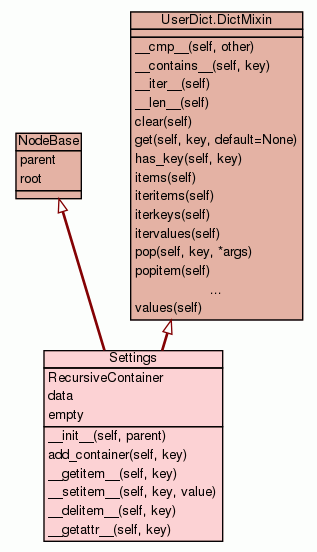 UserDict.DictMixin
__cmp__(self, other)
__contains__(self, key)
__iter__(self)
__len__(self)
clear(self)
get(self, key, default=None)
has_key(self, key)
items(self)
iteritems(self)
iterkeys(self)
itervalues(self)
pop(self, key, *args)
popitem(self)
...
values(self)
NodeBase
parent
root
Settings
RecursiveContainer
data
empty
__init__(self, parent)
add_container(self, key)
__getitem__(self, key)
__setitem__(self, key, value)
__delitem__(self, key)
__getattr__(self, key)